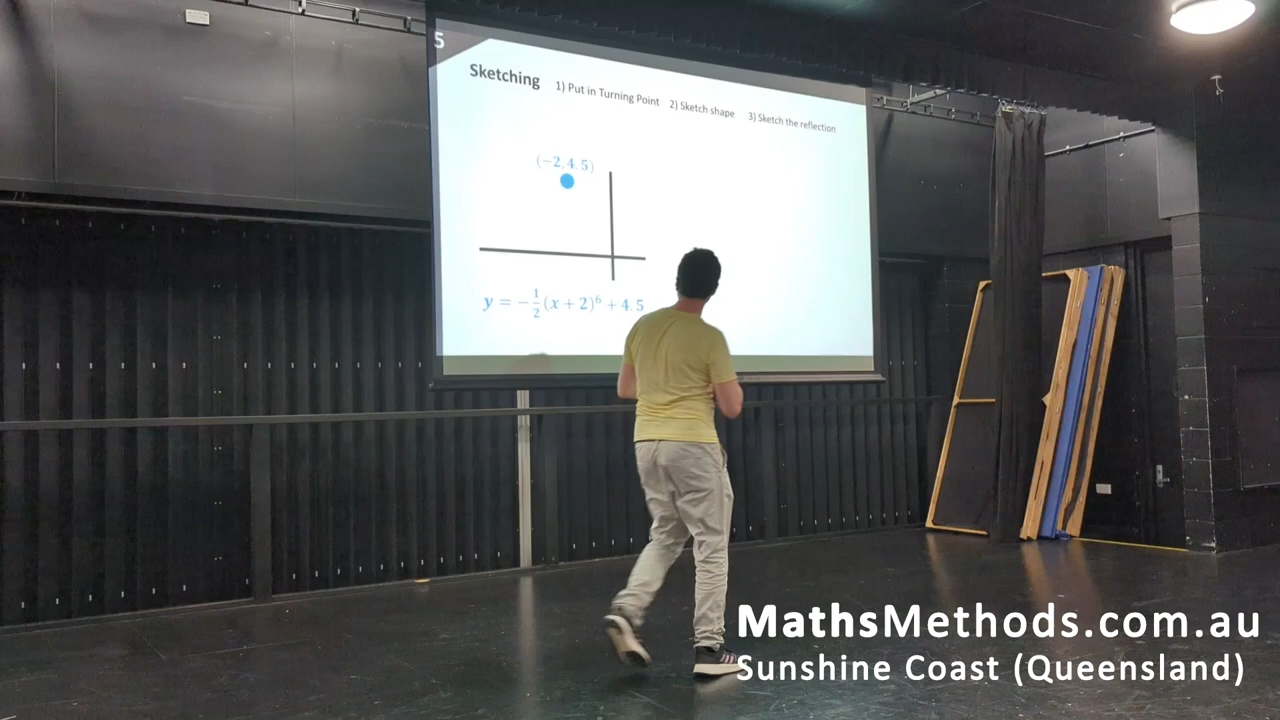 5
Sketching 1) Put in Turning Point 2) Sketch shape 3) Sketch the reflection
(−2, 4.5)
y = −1/2(x + 2)⁶ + 4.5
MathsMethods.com.au
Sunshine Coast (Queensland)